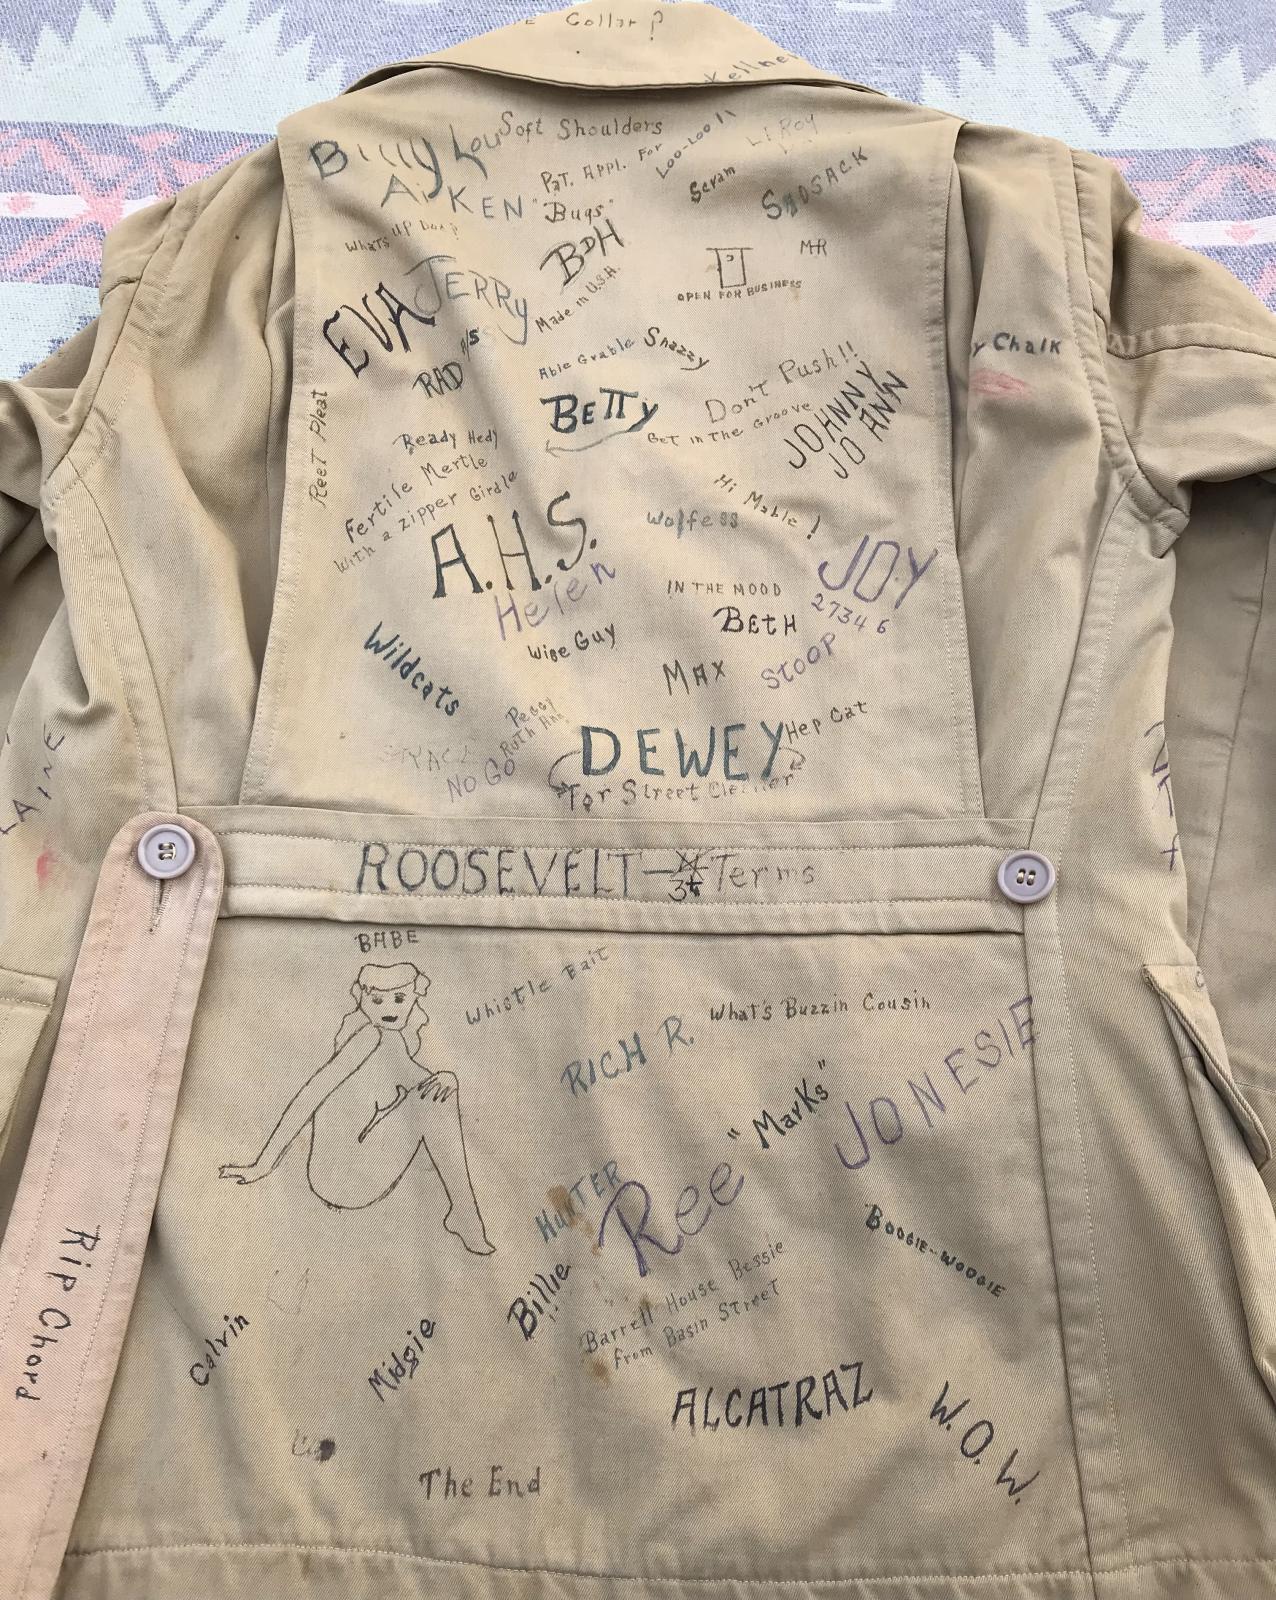 Collar?
Kellner
Soft Shoulders
Billy Lou
AiKEN
Pat. Appl. For
Loo-Loo!!
LeRoy
Scram
"Bugs"
What's up Doc?
BDH
Made in U.S.A.
MR
OPEN FOR BUSINESS
EVA
JERRY
RAD
Able Grable
Snazzy
y Chalk
BETTY
Don't Push!!
Get in The Groove
JOHNNY
JO ANN
Reet Pleat
Ready Hedy
Fertile Mertle
With a zipper Girdle
Hi Mable!
A.H.S.
Wolfess
Helen
JOY
27346
IN THE MOOD
BETH
Wise Guy
Wildcats
MAX
STOOP
Peggy
Ruth Ann
NO GO
DEWEY
Hep Cat
For Street Cleaner
LAINE
ROOSEVELT-3 Terms
BABE
Whistle Bait
What's Buzzin Cousin
RICH R.
JONESIE
"Marks"
HUNTER
Ree
BOOGIE-WOOGIE
Billie
Barrell House Bessie
from Basin Street
Rip Chord
Calvin
Midgie
ALCATRAZ
W.O.W.
The End